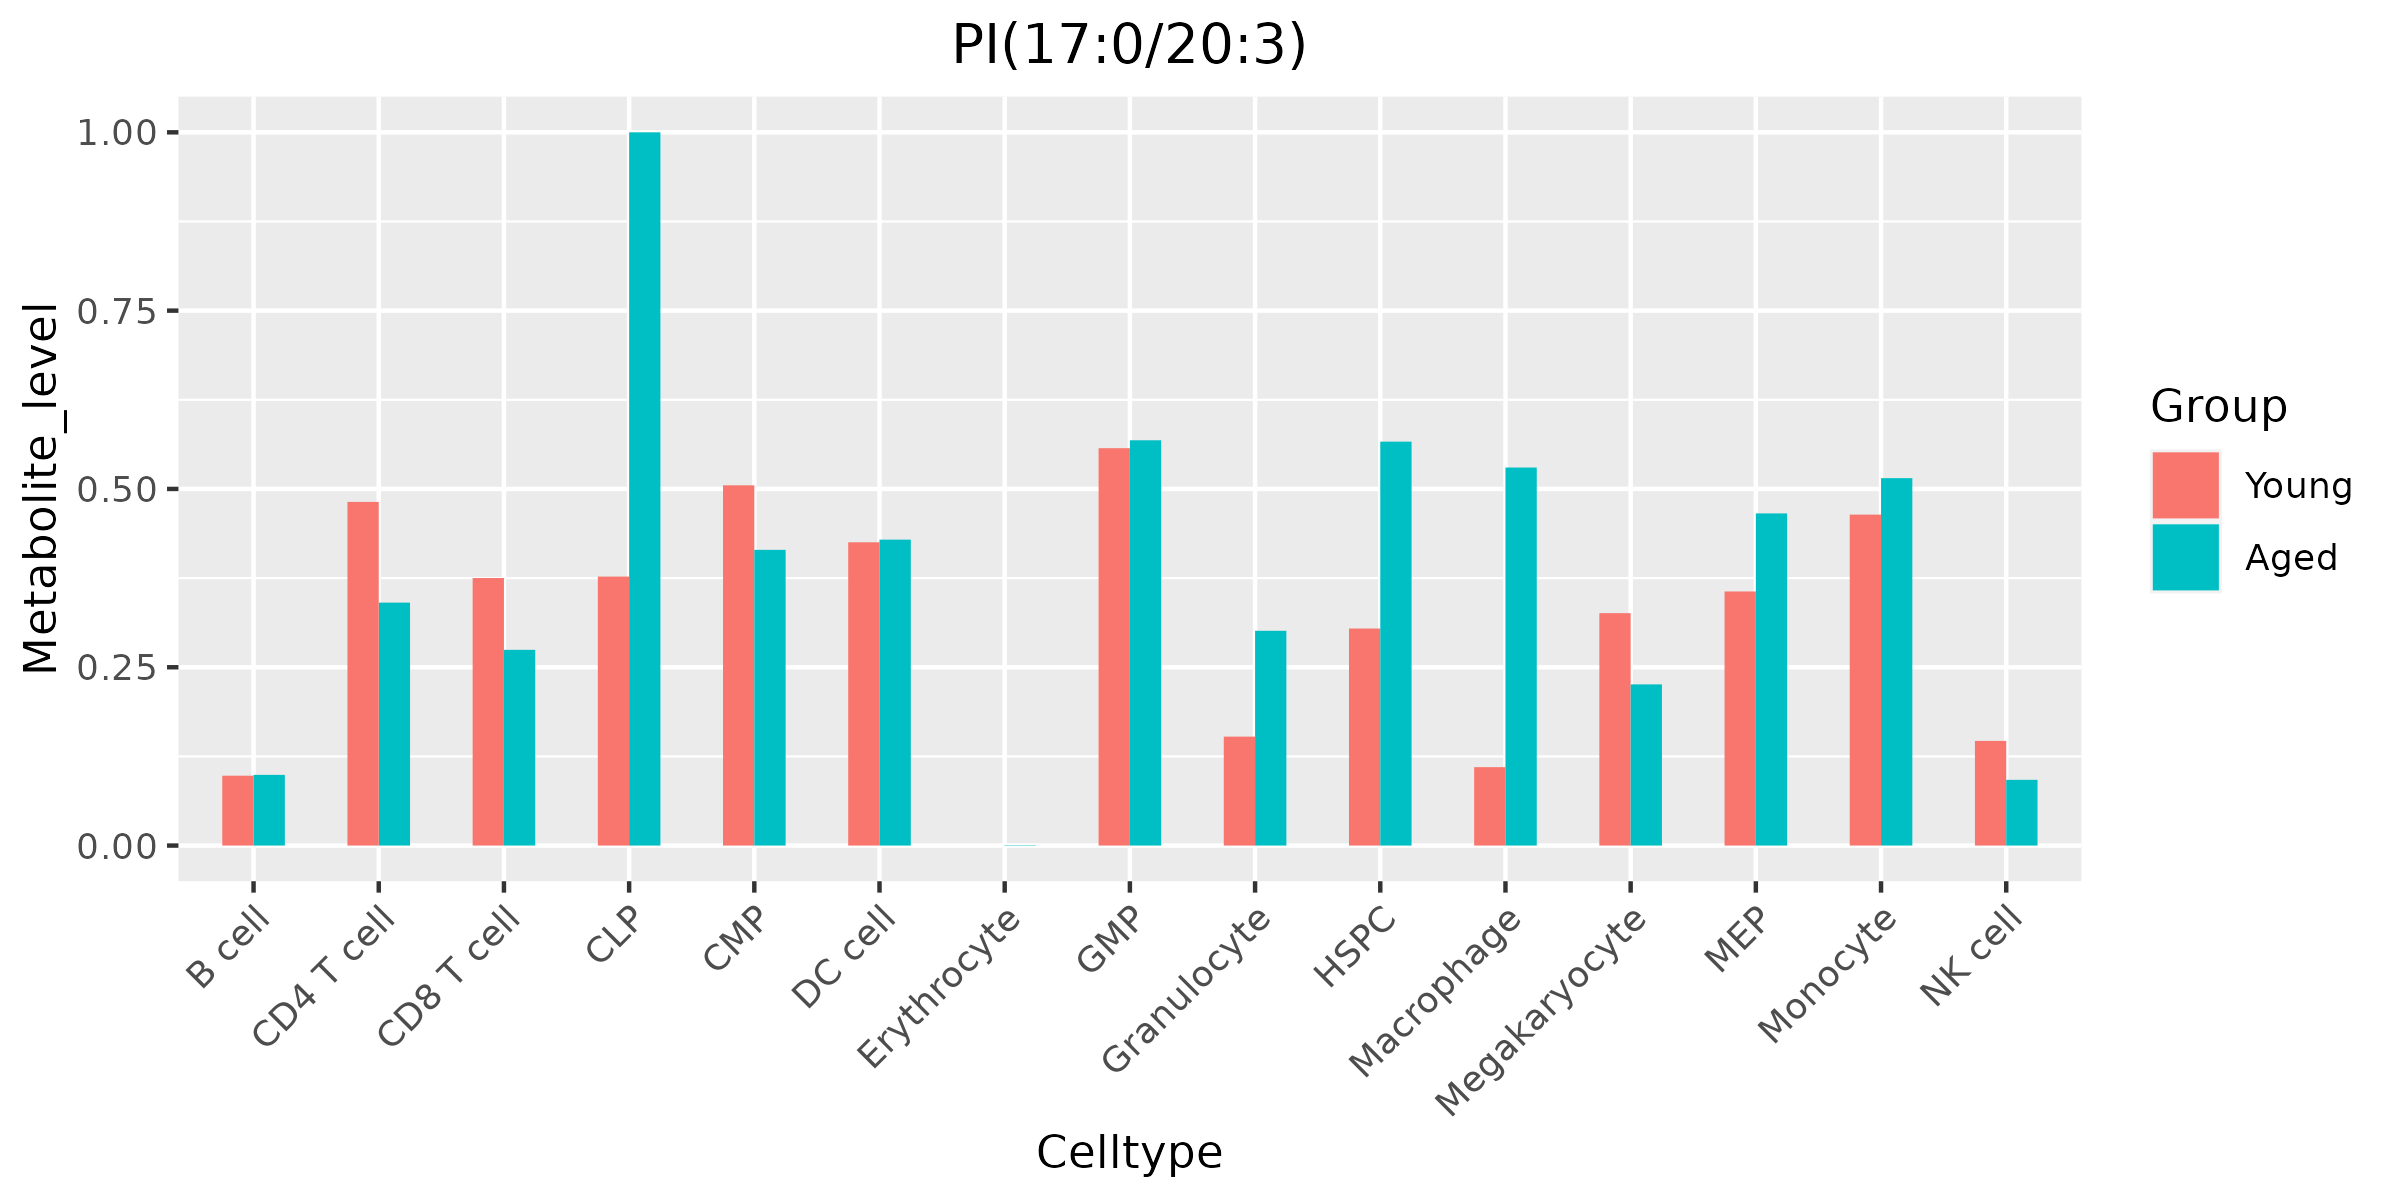 PI(17:0/20:3)
Metabolite_level
1.00
0.75
0.50
0.25
0.00
B cell
CD4 T cell
CD8 T cell
CLP
CMP
DC cell
Erythrocyte
GMP
Granulocyte
HSPC
Macrophage
Megakaryocyte
MEP
Monocyte
NK cell
Celltype
Group
Young
Aged